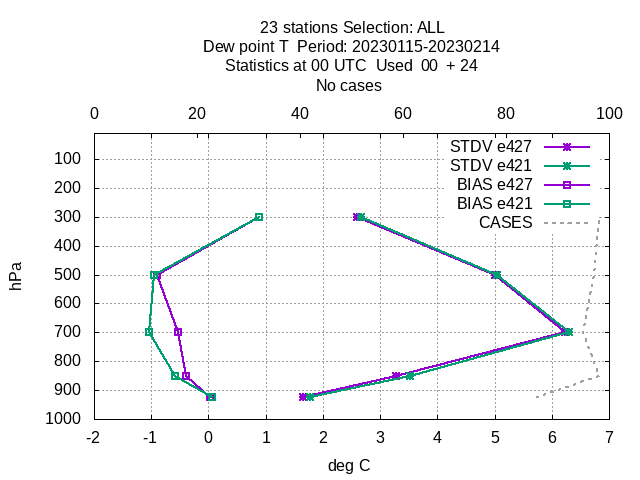 23 stations Selection: ALL
Dew point T  Period: 20230115-20230214
Statistics at 00 UTC  Used  00  + 24
No cases
0 20 40 60 80 100
STDV e427
STDV e421
BIAS e427
BIAS e421
CASES
100
200
300
400
500
600
700
800
900
1000
hPa
-2 -1 0 1 2 3 4 5 6 7
deg C